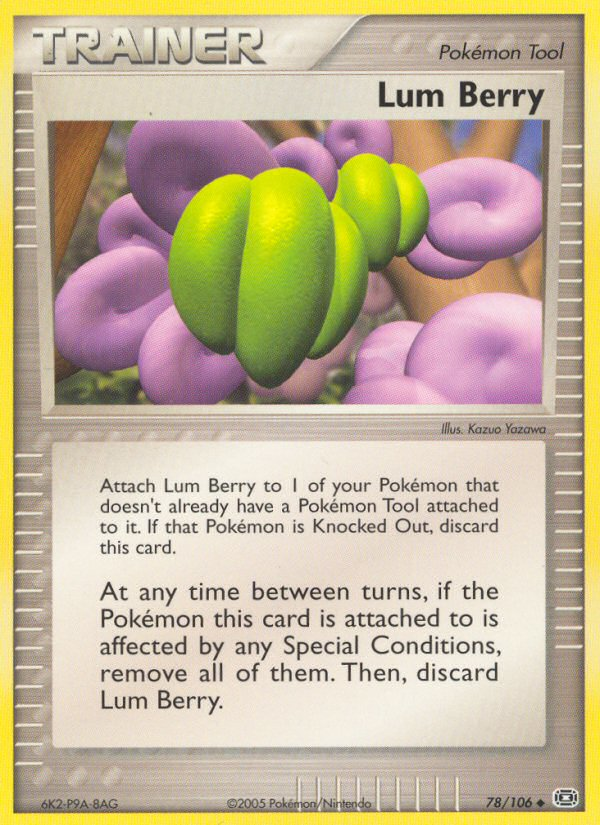 TRAINER
Pokémon Tool
Lum Berry
Illus. Kazuo Yazawa
Attach Lum Berry to 1 of your Pokémon that
doesn't already have a Pokémon Tool attached
to it. If that Pokémon is Knocked Out, discard
this card.
At any time between turns, if the
Pokémon this card is attached to is
affected by any Special Conditions,
remove all of them. Then, discard
Lum Berry.
6K2-P9A-8AG
©2005 Pokémon/Nintendo
78/106